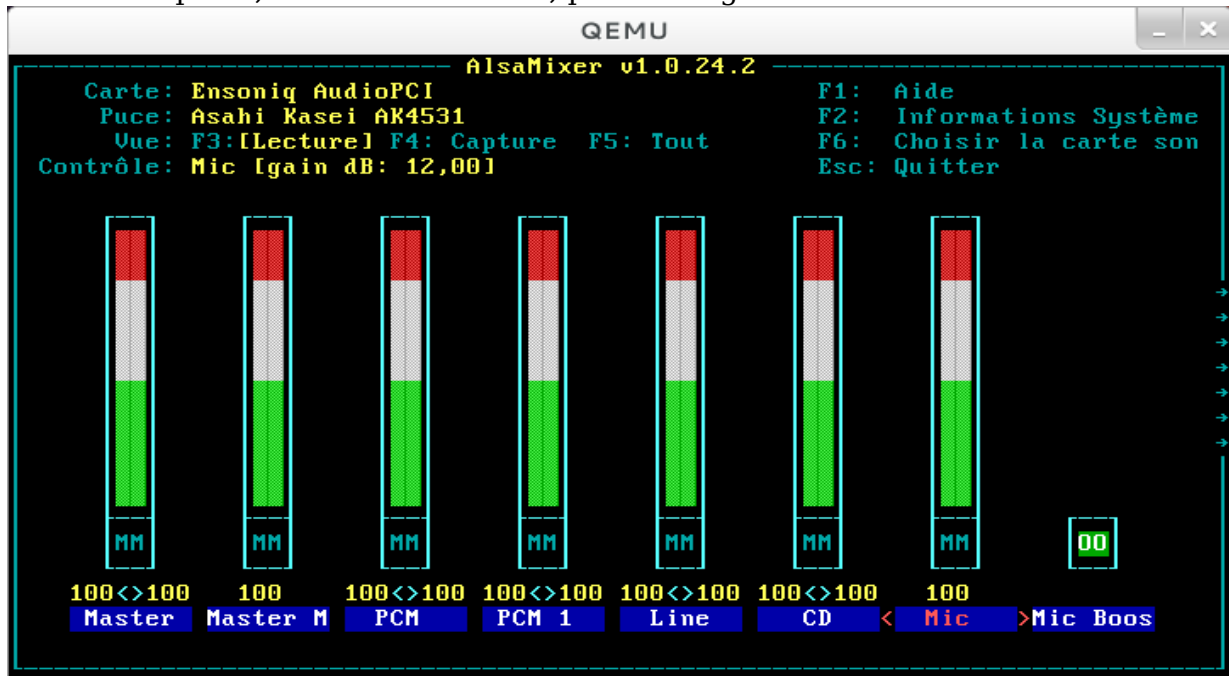 QEMU
AlsaMixer v1.0.24.2
Carte: Ensoniq AudioPCI F1: Aide
Puce: Asahi Kasei AK4531 F2: Informations Système
Vue: F3:[Lecture] F4: Capture F5: Tout F6: Choisir la carte son
Contrôle: Mic [gain dB: 12,00] Esc: Quitter
MM MM MM MM MM MM MM OO
100<>100 100 100<>100 100<>100 100<>100 100<>100 100
Master Master M PCM PCM 1 Line CD < Mic >Mic Boos